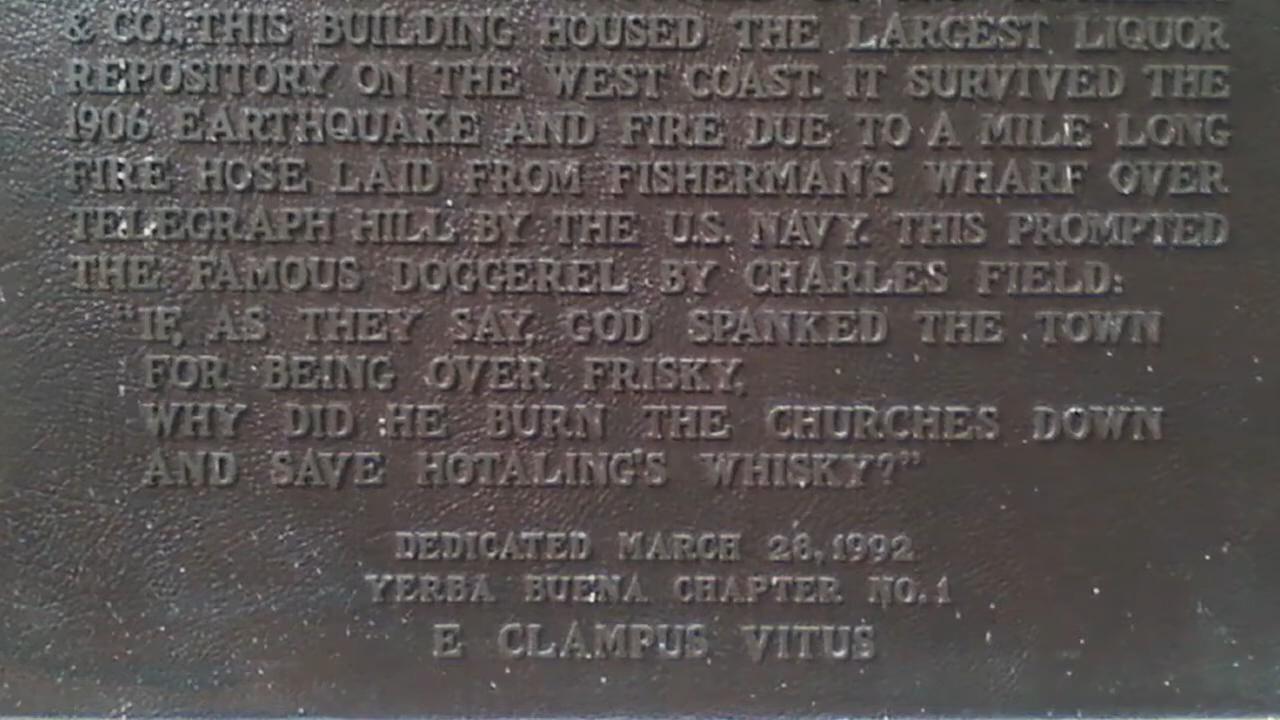 & CO., THIS BUILDING HOUSED THE LARGEST LIQUOR
REPOSITORY ON THE WEST COAST. IT SURVIVED THE
1906 EARTHQUAKE AND FIRE DUE TO A MILE LONG
FIRE HOSE LAID FROM FISHERMAN'S WHARF OVER
TELEGRAPH HILL BY THE U.S. NAVY. THIS PROMPTED
THE FAMOUS DOGGEREL BY CHARLES FIELD:
"IF, AS THEY SAY, GOD SPANKED THE TOWN
FOR BEING OVER FRISKY,
WHY DID HE BURN THE CHURCHES DOWN
AND SAVE HOTALING'S WHISKY?"
DEDICATED MARCH 28, 1992
YERBA BUENA CHAPTER NO. 1
E CLAMPUS VITUS